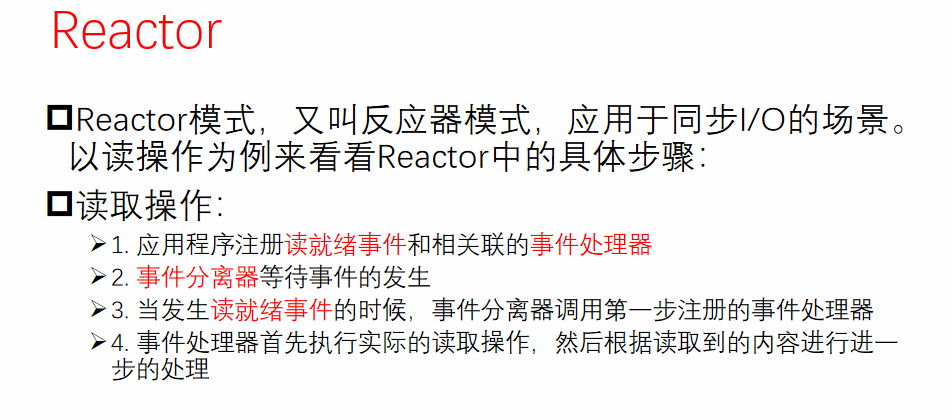 Reactor
Reactor模式，又叫反应器模式，应用于同步I/O的场景。
以读操作为例来看看Reactor中的具体步骤：
读取操作：
1. 应用程序注册读就绪事件和相关联的事件处理器
2. 事件分离器等待事件的发生
3. 当发生读就绪事件的时候，事件分离器调用第一步注册的事件处理器
4. 事件处理器首先执行实际的读取操作，然后根据读取到的内容进行进一
步的处理